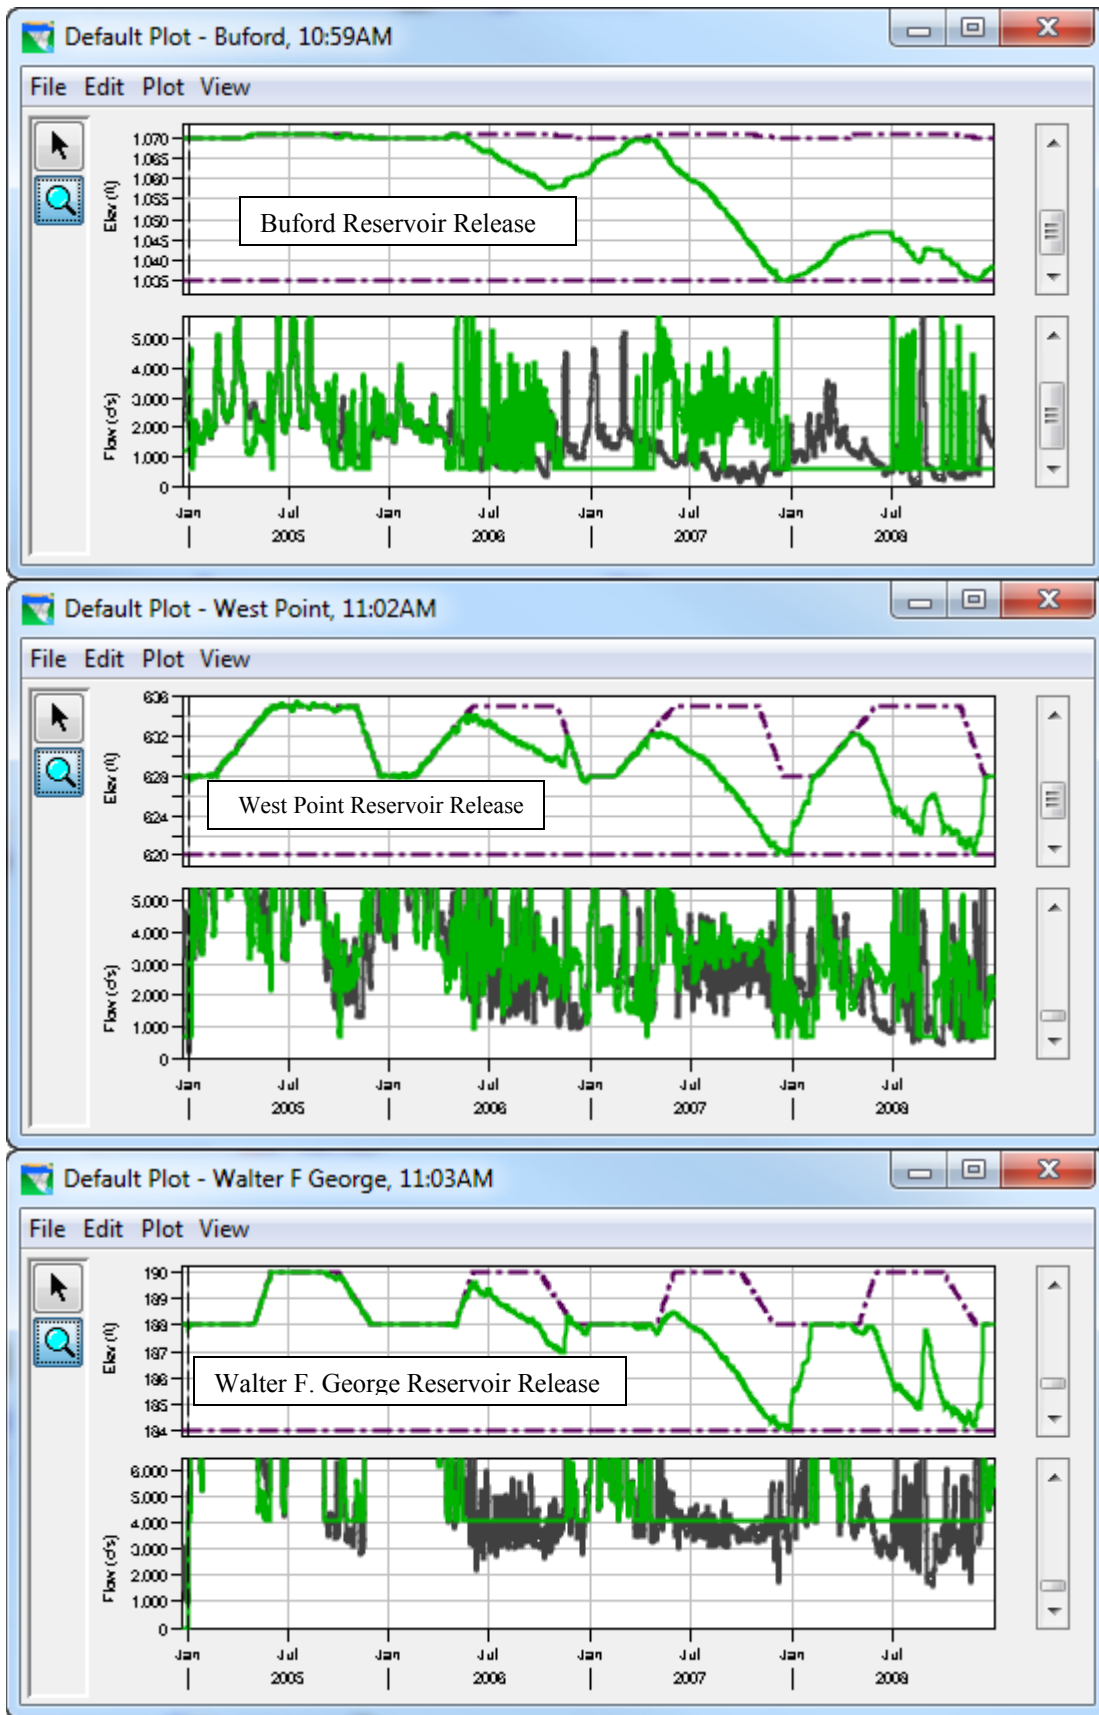 Default Plot - Buford, 10:59AM
File Edit Plot View
1.070
1.065
1.060
1.055
1.050
1.045
1.040
1.035
Elev (ft)
Buford Reservoir Release
5.000
4.000
3.000
2.000
1.000
0
Flow (cfs)
Jan Jul Jan Jul Jan Jul Jan Jul
2005 2006 2007 2008
Default Plot - West Point, 11:02AM
File Edit Plot View
636
632
628
624
620
Elev (ft)
West Point Reservoir Release
5.000
4.000
3.000
2.000
1.000
0
Flow (cfs)
Jan Jul Jan Jul Jan Jul Jan Jul
2005 2006 2007 2008
Default Plot - Walter F George, 11:03AM
File Edit Plot View
190
189
188
187
186
185
184
Elev (ft)
Walter F. George Reservoir Release
6.000
5.000
4.000
3.000
2.000
1.000
0
Flow (cfs)
Jan Jul Jan Jul Jan Jul Jan Jul
2005 2006 2007 2008